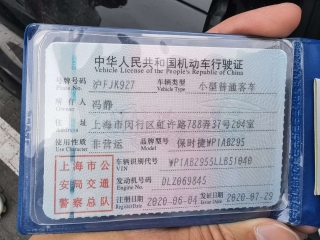 中华人民共和国机动车行驶证
Vehicle License of the People's Republic of China
号牌号码 沪FJK927 车辆类型 小型普通客车
Plate No. Vehicle Type
所有人 冯静
Owner
住址 上海市闵行区虹许路788弄37号204室
Address
使用性质 非营运 品牌型号 保时捷WP1AB295
Use Character Model
上海市公
安局交通
警察总队
车辆识别代号 WP1AB2955LLB51040
VIN
发动机号码 DLZ069845
Engine No.
注册日期 2020-06-04 发证日期 2020-07-29
Register Date Issue Date